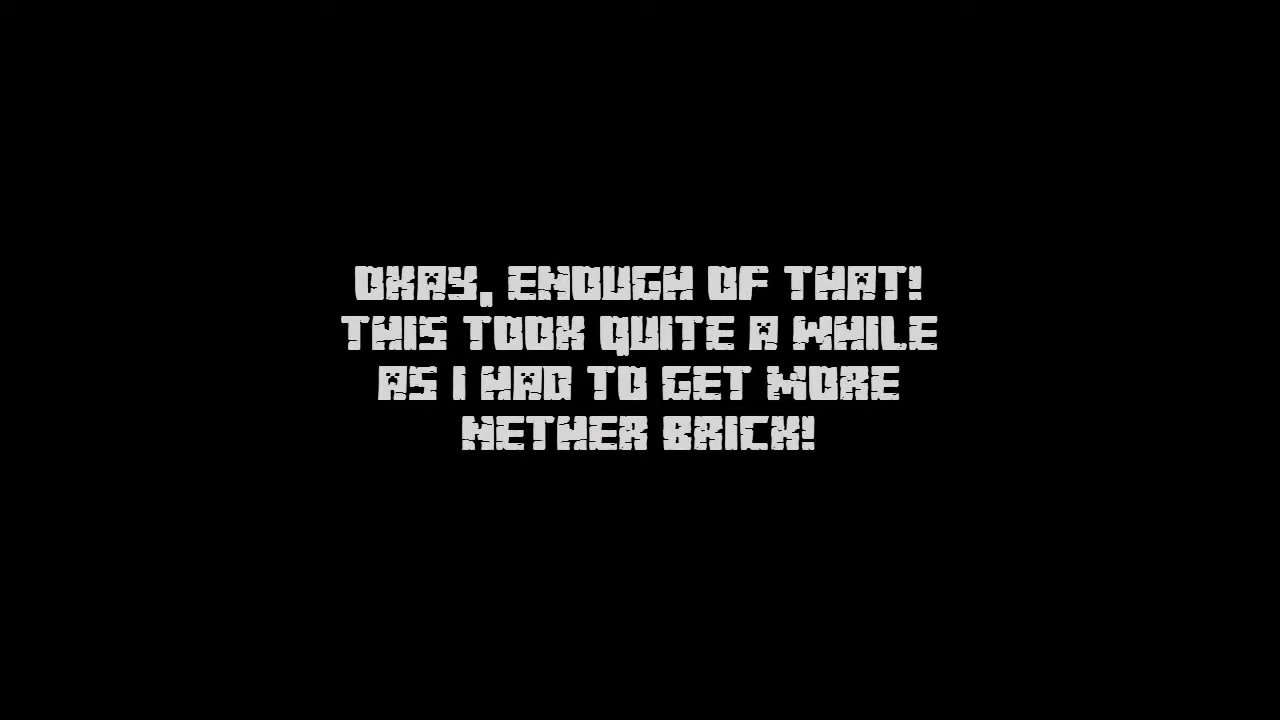 OKAY, ENOUGH OF THAT!
THIS TOOK QUITE A WHILE
AS I HAD TO GET MORE
NETHER BRICK!